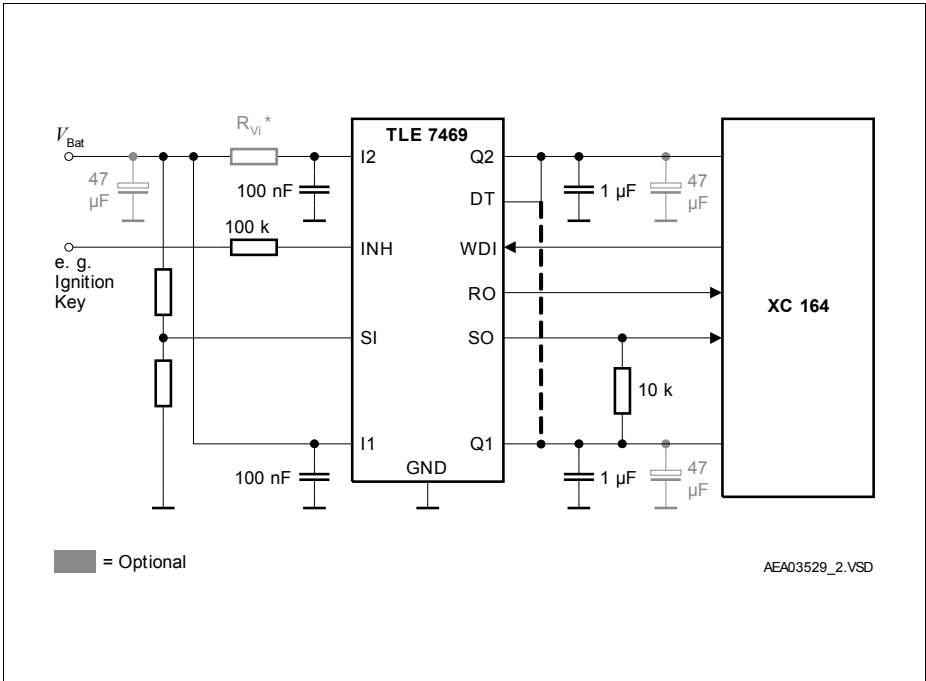 V Bat
47
µF
R Vi *
100 nF
100 k
e. g.
Ignition
Key
100 nF
TLE 7469
I2
INH
SI
I1
Q2
DT
WDI
RO
SO
Q1
GND
1 µF
47
µF
10 k
1 µF
47
µF
XC 164
= Optional
AEA03529_2.VSD